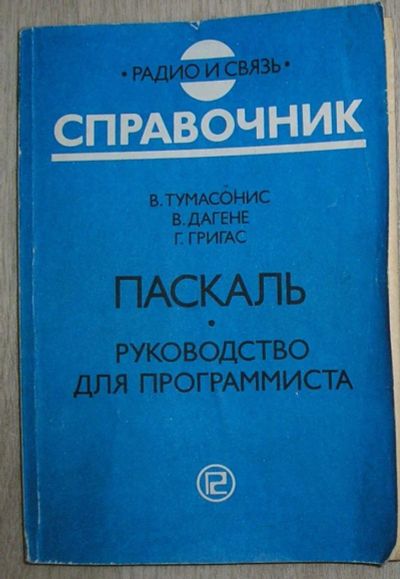 • РАДИО И СВЯЗЬ •
СПРАВОЧНИК
В. ТУМАСОНИС
В. ДАГЕНЕ
Г. ГРИГАС
ПАСКАЛЬ
•
РУКОВОДСТВО
ДЛЯ ПРОГРАММИСТА